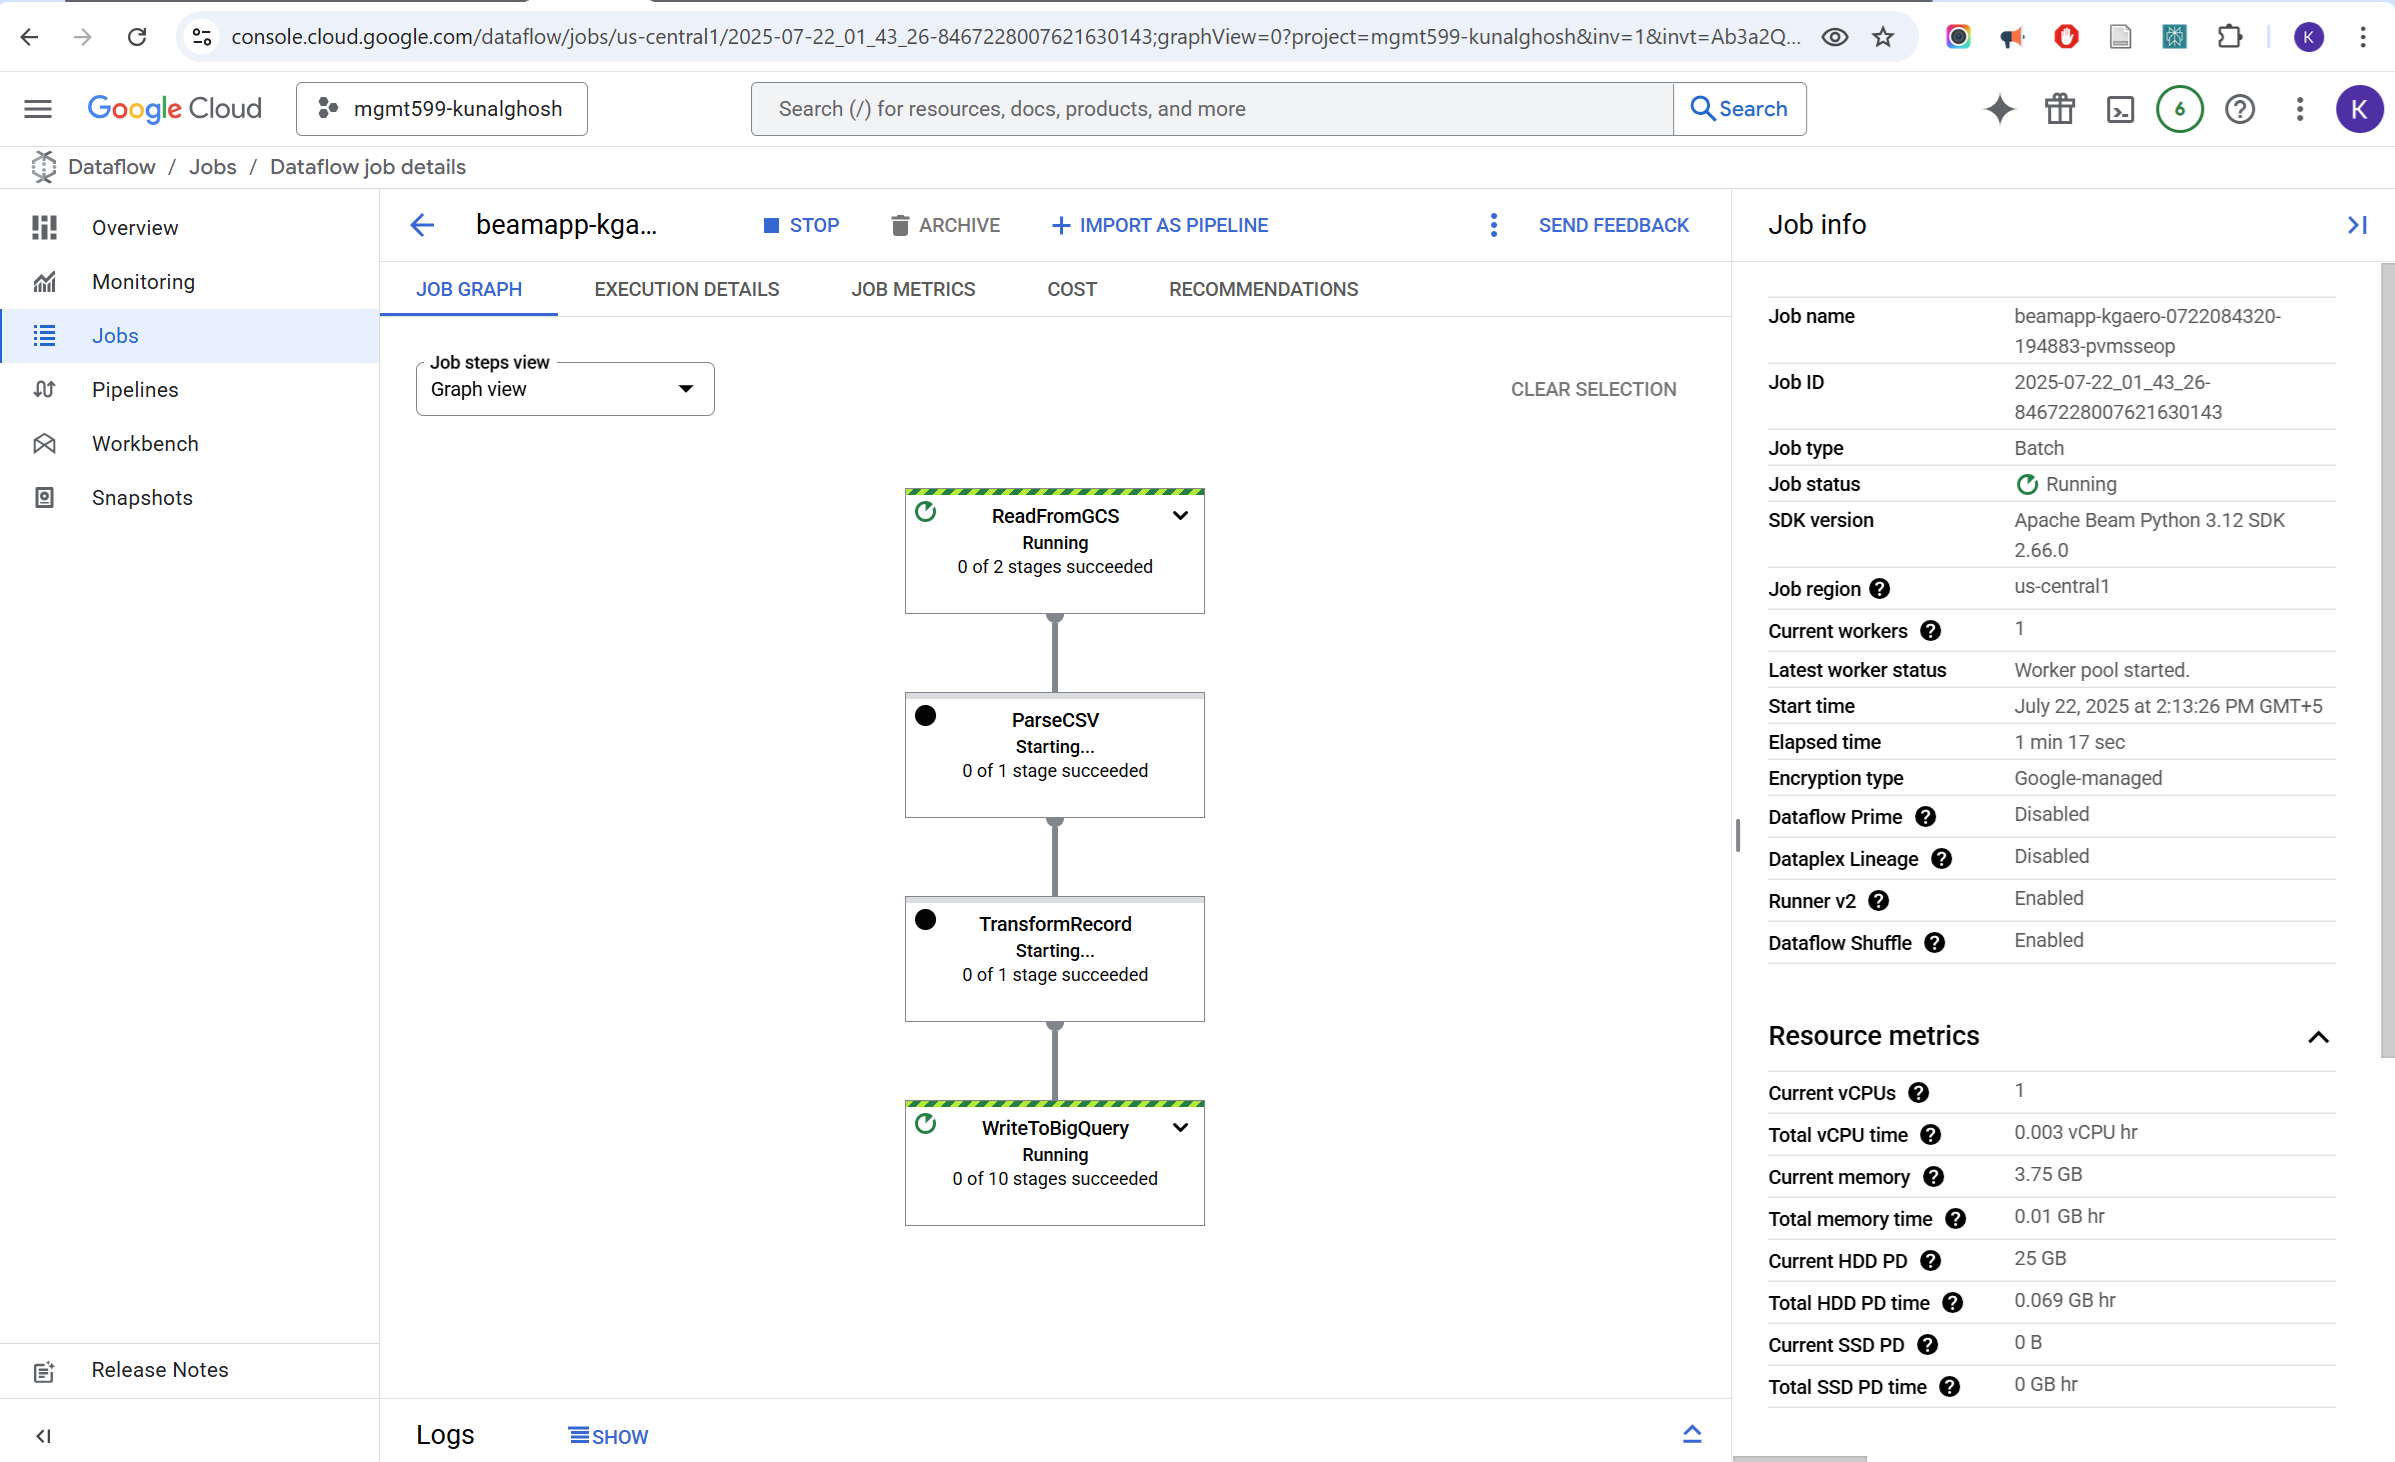 console.cloud.google.com/dataflow/jobs/us-central1/2025-07-22_01_43_26-8467228007621630143;graphView=0?project=mgmt599-kunalghosh&inv=1&invt=Ab3a2Q...
K
Google Cloud
mgmt599-kunalghosh
Search (/) for resources, docs, products, and more
Search
6
K
Dataflow / Jobs / Dataflow job details
Overview
Monitoring
Jobs
Pipelines
Workbench
Snapshots
Release Notes
beamapp-kga...
STOP
ARCHIVE
IMPORT AS PIPELINE
SEND FEEDBACK
JOB GRAPH
EXECUTION DETAILS
JOB METRICS
COST
RECOMMENDATIONS
Job steps view
Graph view
CLEAR SELECTION
ReadFromGCS
Running
0 of 2 stages succeeded
ParseCSV
Starting...
0 of 1 stage succeeded
TransformRecord
Starting...
0 of 1 stage succeeded
WriteToBigQuery
Running
0 of 10 stages succeeded
Logs
SHOW
Job info
Job name beamapp-kgaero-0722084320-
194883-pvmsseop
Job ID 2025-07-22_01_43_26-
8467228007621630143
Job type Batch
Job status Running
SDK version Apache Beam Python 3.12 SDK
2.66.0
Job region us-central1
Current workers 1
Latest worker status Worker pool started.
Start time July 22, 2025 at 2:13:26 PM GMT+5
Elapsed time 1 min 17 sec
Encryption type Google-managed
Dataflow Prime Disabled
Dataplex Lineage Disabled
Runner v2 Enabled
Dataflow Shuffle Enabled
Resource metrics
Current vCPUs 1
Total vCPU time 0.003 vCPU hr
Current memory 3.75 GB
Total memory time 0.01 GB hr
Current HDD PD 25 GB
Total HDD PD time 0.069 GB hr
Current SSD PD 0 B
Total SSD PD time 0 GB hr